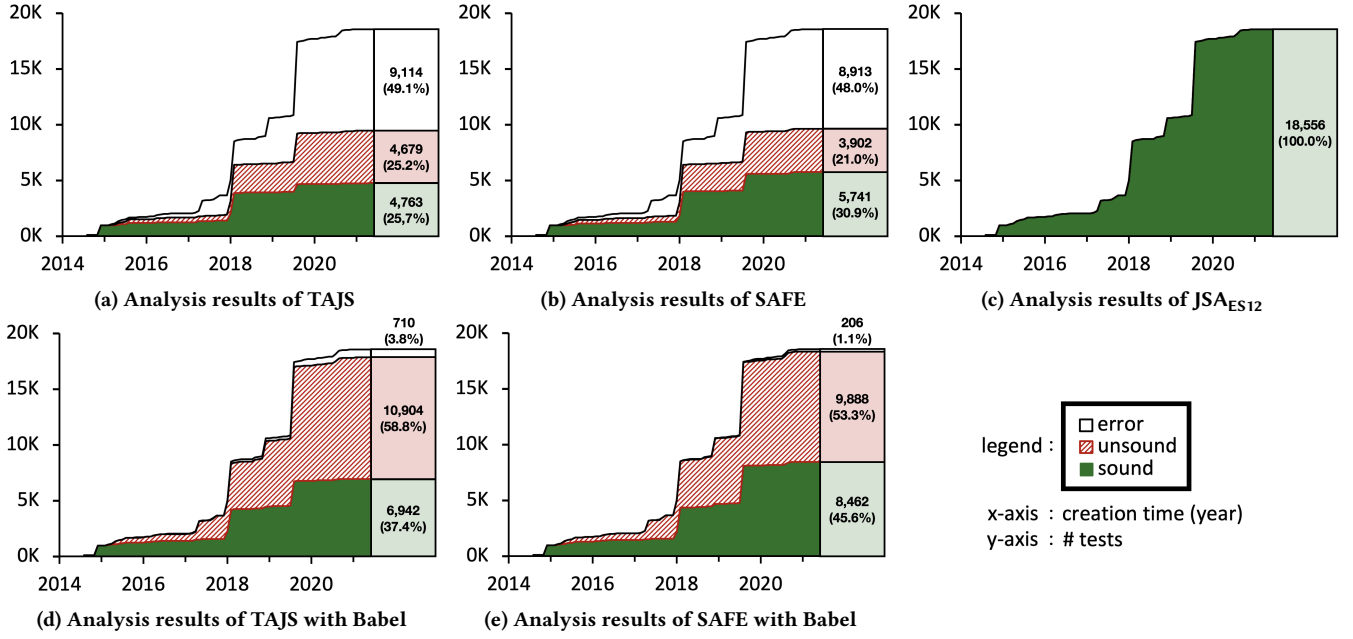 20K
15K
10K
5K
0K
9,114
(49.1%)
4,679
(25.2%)
4,763
(25,7%)
2014 2016 2018 2020
(a) Analysis results of TAJS
20K
15K
10K
5K
0K
8,913
(48.0%)
3,902
(21.0%)
5,741
(30.9%)
2014 2016 2018 2020
(b) Analysis results of SAFE
20K
15K
10K
5K
0K
18,556
(100.0%)
2014 2016 2018 2020
(c) Analysis results of JSA_ES12
20K
15K
10K
5K
0K
710
(3.8%)
10,904
(58.8%)
6,942
(37.4%)
2014 2016 2018 2020
(d) Analysis results of TAJS with Babel
20K
15K
10K
5K
0K
206
(1.1%)
9,888
(53.3%)
8,462
(45.6%)
2014 2016 2018 2020
(e) Analysis results of SAFE with Babel
legend :
error
unsound
sound
x-axis : creation time (year)
y-axis : # tests